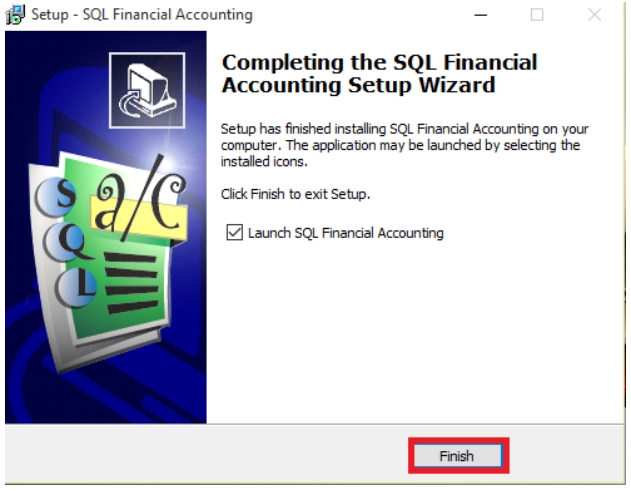 Setup - SQL Financial Accounting
Completing the SQL Financial
Accounting Setup Wizard
Setup has finished installing SQL Financial Accounting on your
computer. The application may be launched by selecting the
installed icons.
Click Finish to exit Setup.
Launch SQL Financial Accounting
S
Q
L
a/c
Finish